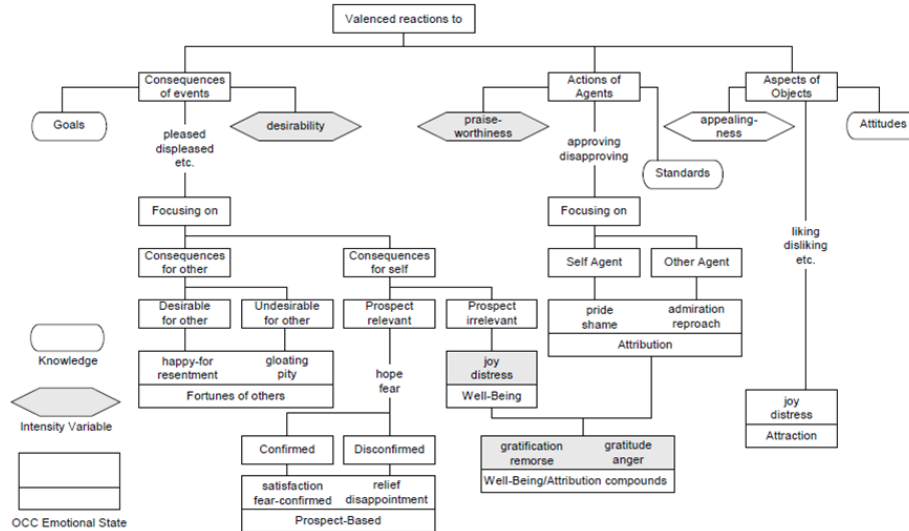 Valenced reactions to
Consequences
of events
Actions of
Agents
Aspects of
Objects
Goals
desirability
praise-
worthiness
appealing-
ness
Attitudes
pleased
displeased
etc.
approving
disapproving
Standards
Focusing on
Focusing on
liking
disliking
etc.
Consequences
for other
Consequences
for self
Self Agent
Other Agent
Desirable
for other
Undesirable
for other
Prospect
relevant
Prospect
irrelevant
pride
shame
admiration
reproach
Attribution
Knowledge
happy-for
resentment
gloating
pity
Fortunes of others
hope
fear
joy
distress
Well-Being
Intensity Variable
joy
distress
Attraction
Confirmed
Disconfirmed
gratification
remorse
gratitude
anger
Well-Being/Attribution compounds
satisfaction
fear-confirmed
relief
disappointment
Prospect-Based
OCC Emotional State